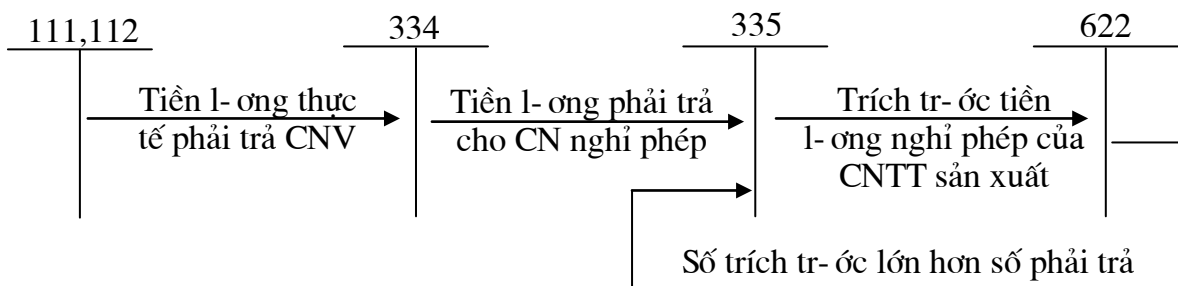 111,112
334
335
622
Tiền l- ơng thực
tế phải trả CNV
Tiền l- ơng phải trả
cho CN nghỉ phép
Trích tr- ớc tiền
l- ơng nghỉ phép của
CNTT sản xuất
Số trích tr- ớc lớn hơn số phải trả